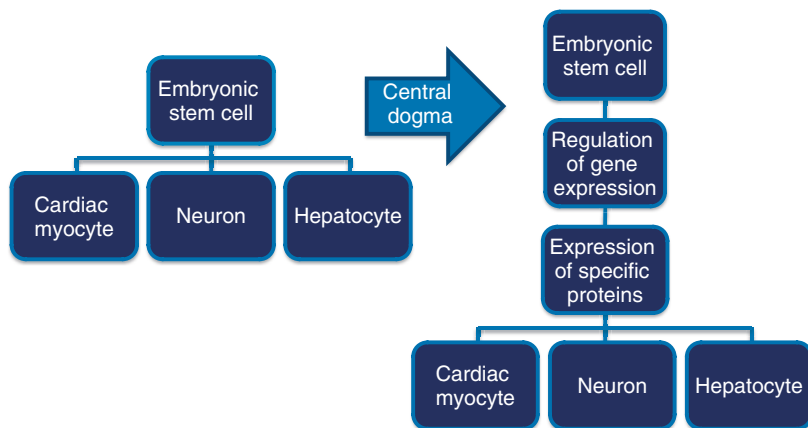 Embryonic
stem cell
Cardiac
myocyte
Neuron
Hepatocyte
Central
dogma
Embryonic
stem cell
Regulation
of gene
expression
Expression
of specific
proteins
Cardiac
myocyte
Neuron
Hepatocyte